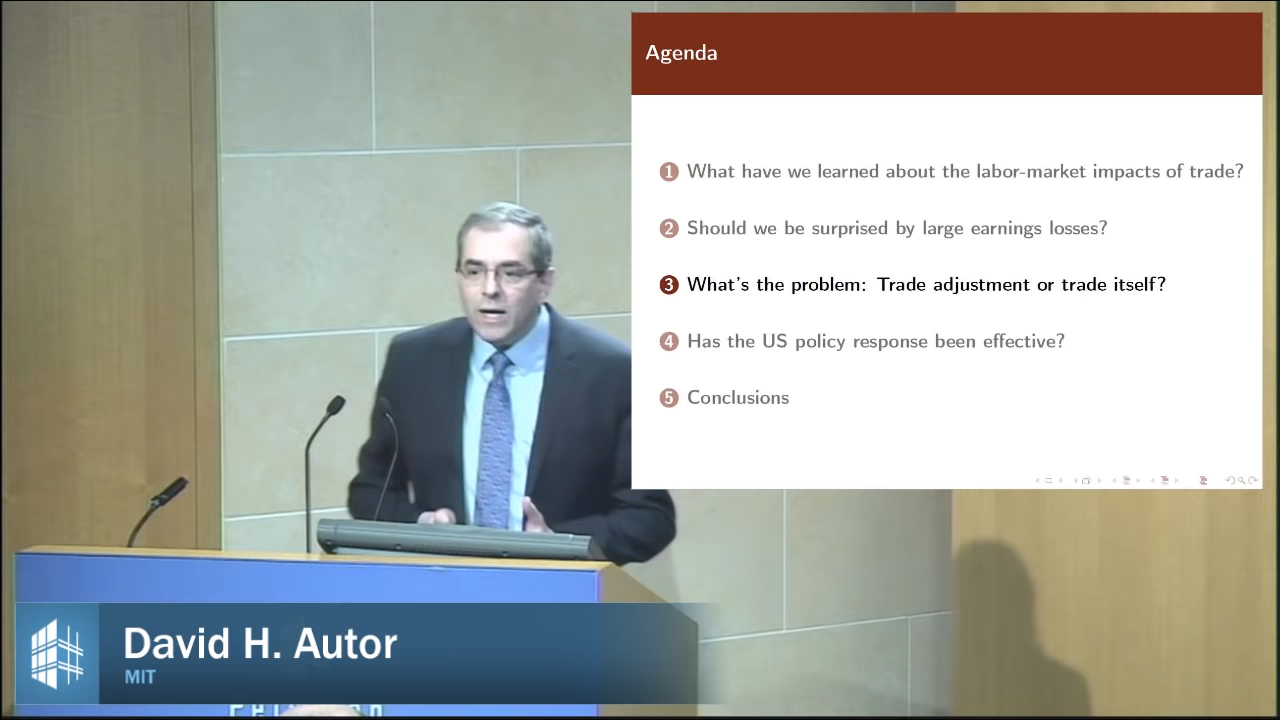 Agenda
1 What have we learned about the labor-market impacts of trade?
2 Should we be surprised by large earnings losses?
3 What's the problem: Trade adjustment or trade itself?
4 Has the US policy response been effective?
5 Conclusions
David H. Autor
MIT